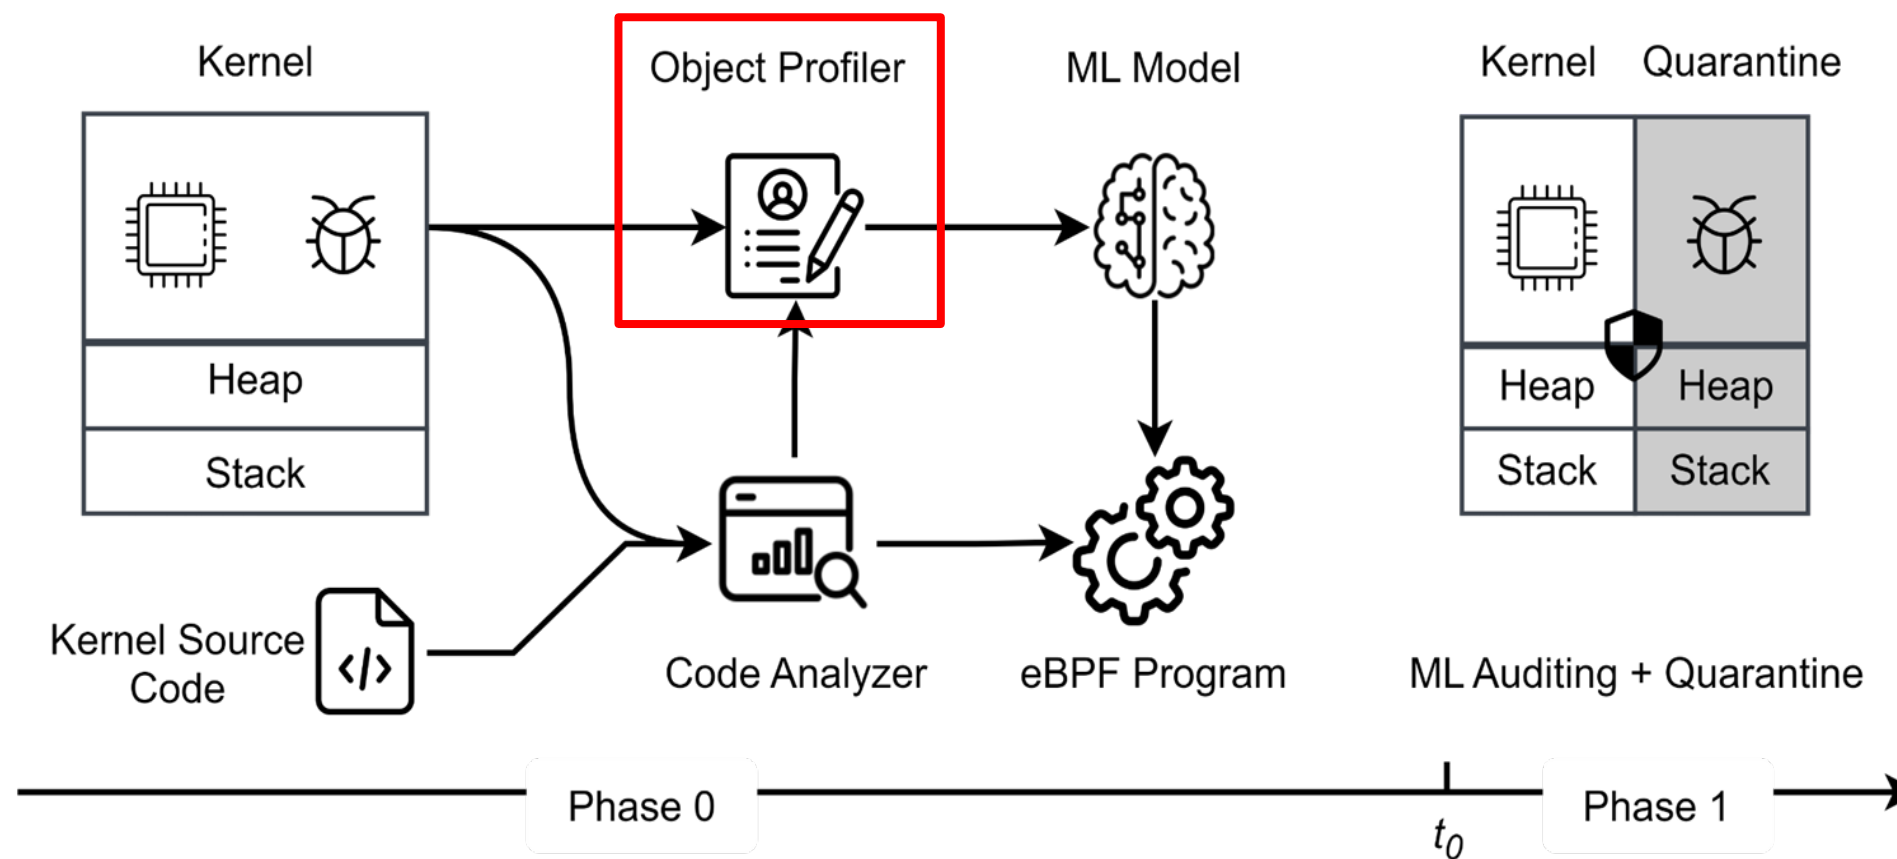 Kernel
Object Profiler
ML Model
Kernel
Quarantine
Heap
Stack
Heap
Heap
Stack
Stack
Kernel Source
Code
</>
Code Analyzer
eBPF Program
ML Auditing + Quarantine
Phase 0
t0
Phase 1